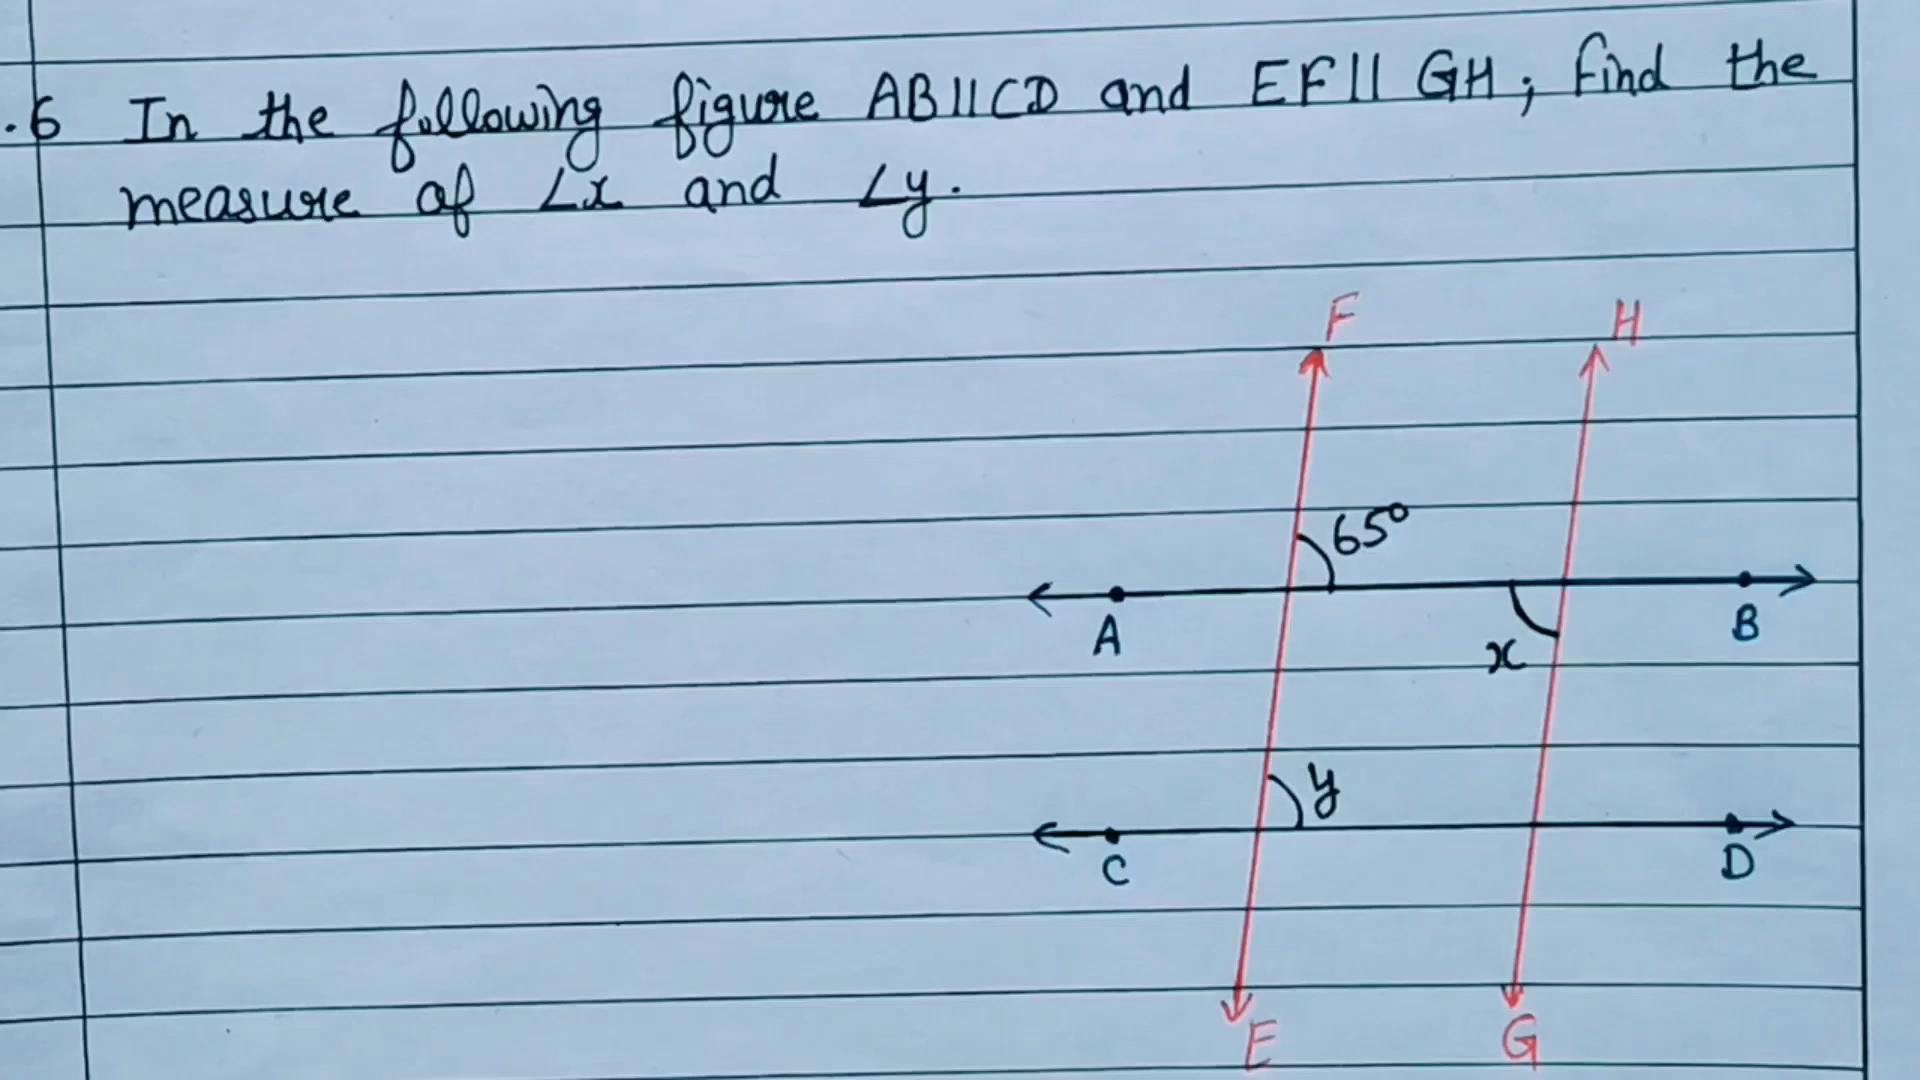 .6 In the following figure AB||CD and EF|| GH; find the
measure of ∠x and ∠y.
F
H
65°
A
B
x
y
C
D
E
G